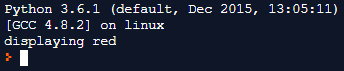 Python 3.6.1 (default, Dec 2015, 13:05:11)
[GCC 4.8.2] on linux
displaying red
>